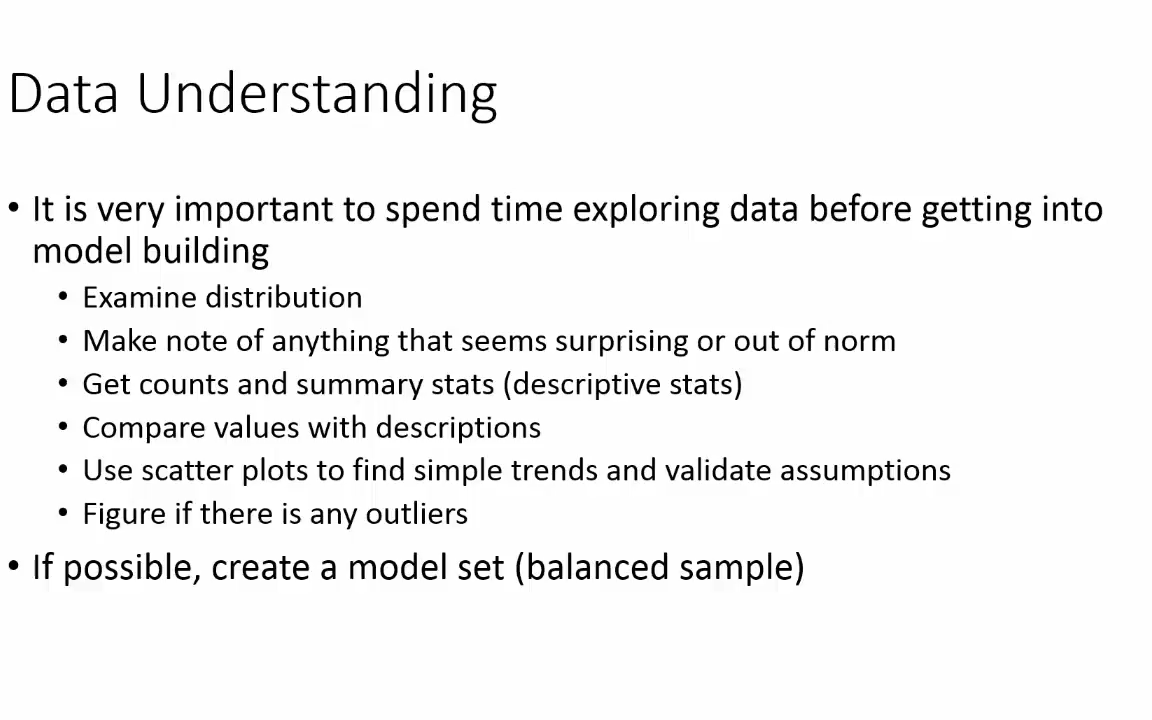 Data Understanding
• It is very important to spend time exploring data before getting into
model building
• Examine distribution
• Make note of anything that seems surprising or out of norm
• Get counts and summary stats (descriptive stats)
• Compare values with descriptions
• Use scatter plots to find simple trends and validate assumptions
• Figure if there is any outliers
• If possible, create a model set (balanced sample)